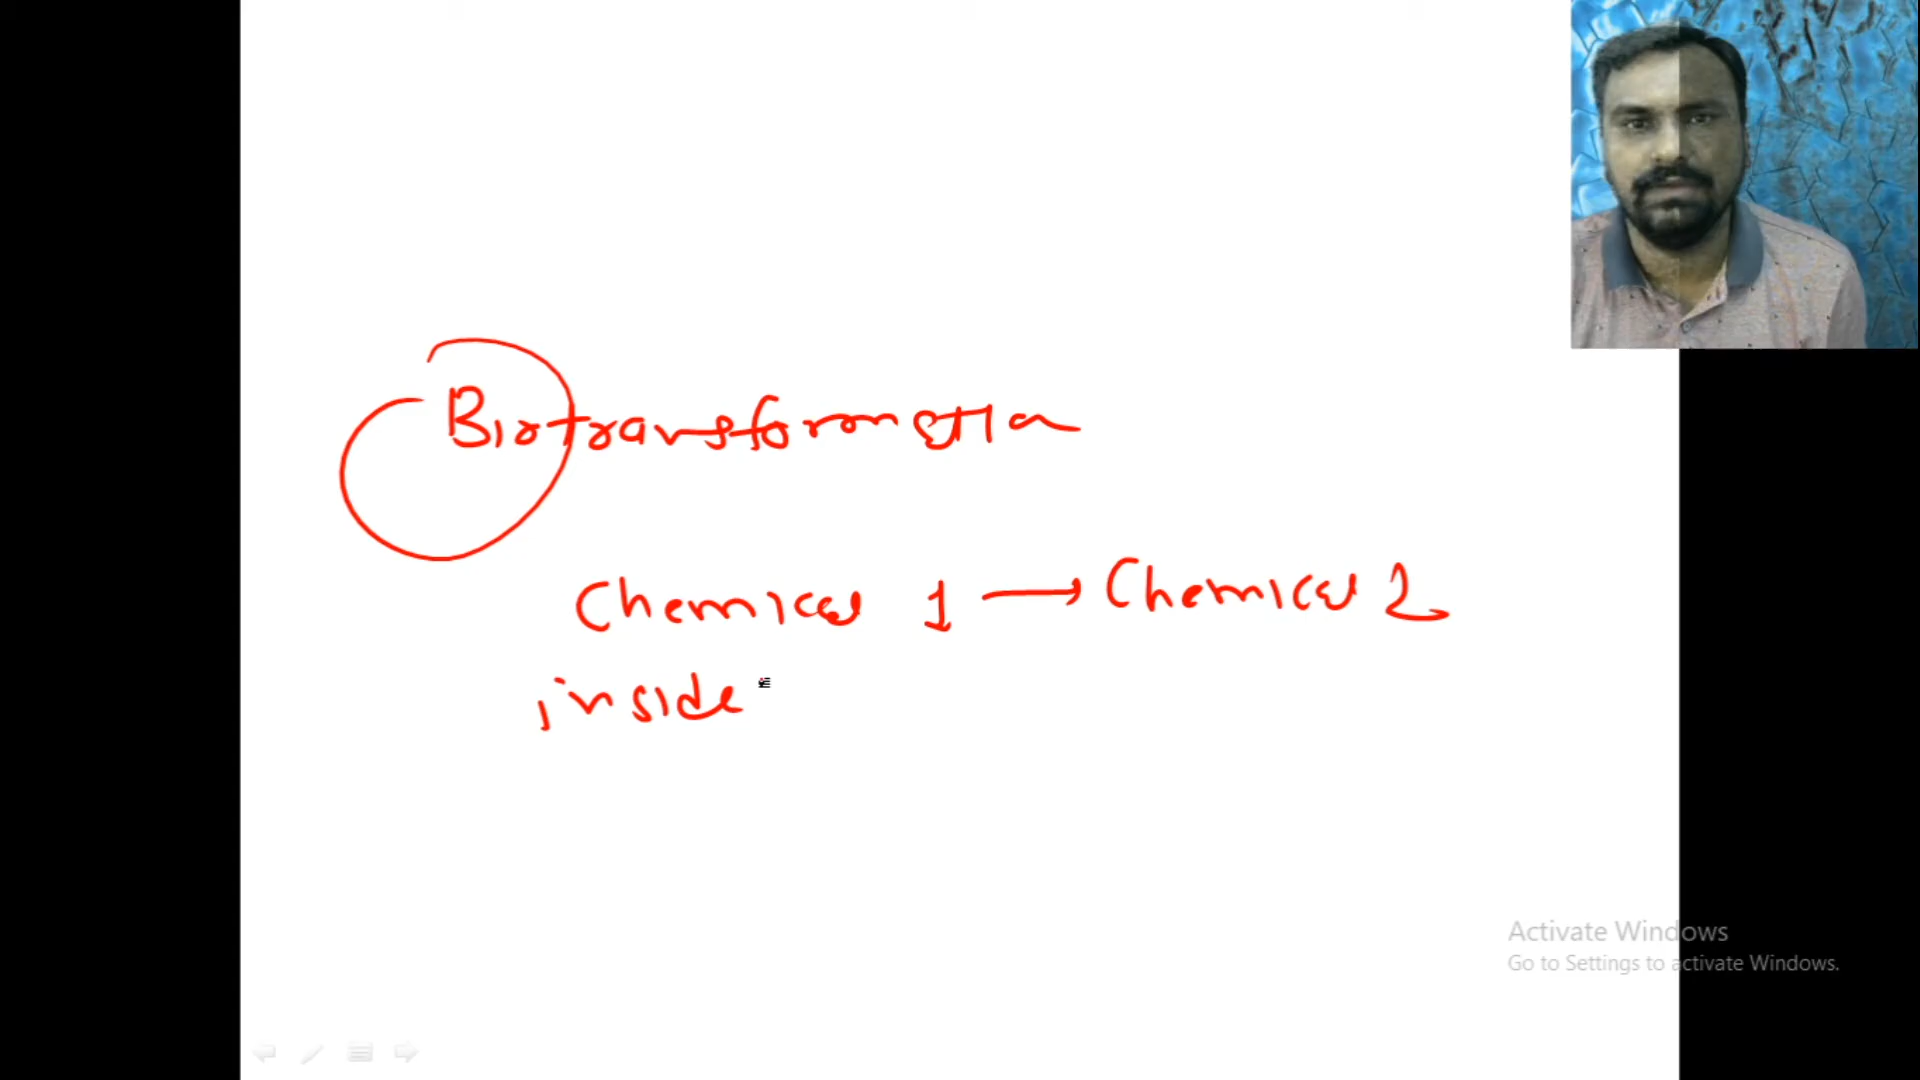 Biotransformation
Chemical 1 → Chemical 2
inside
Activate Windows
Go to Settings to activate Windows.